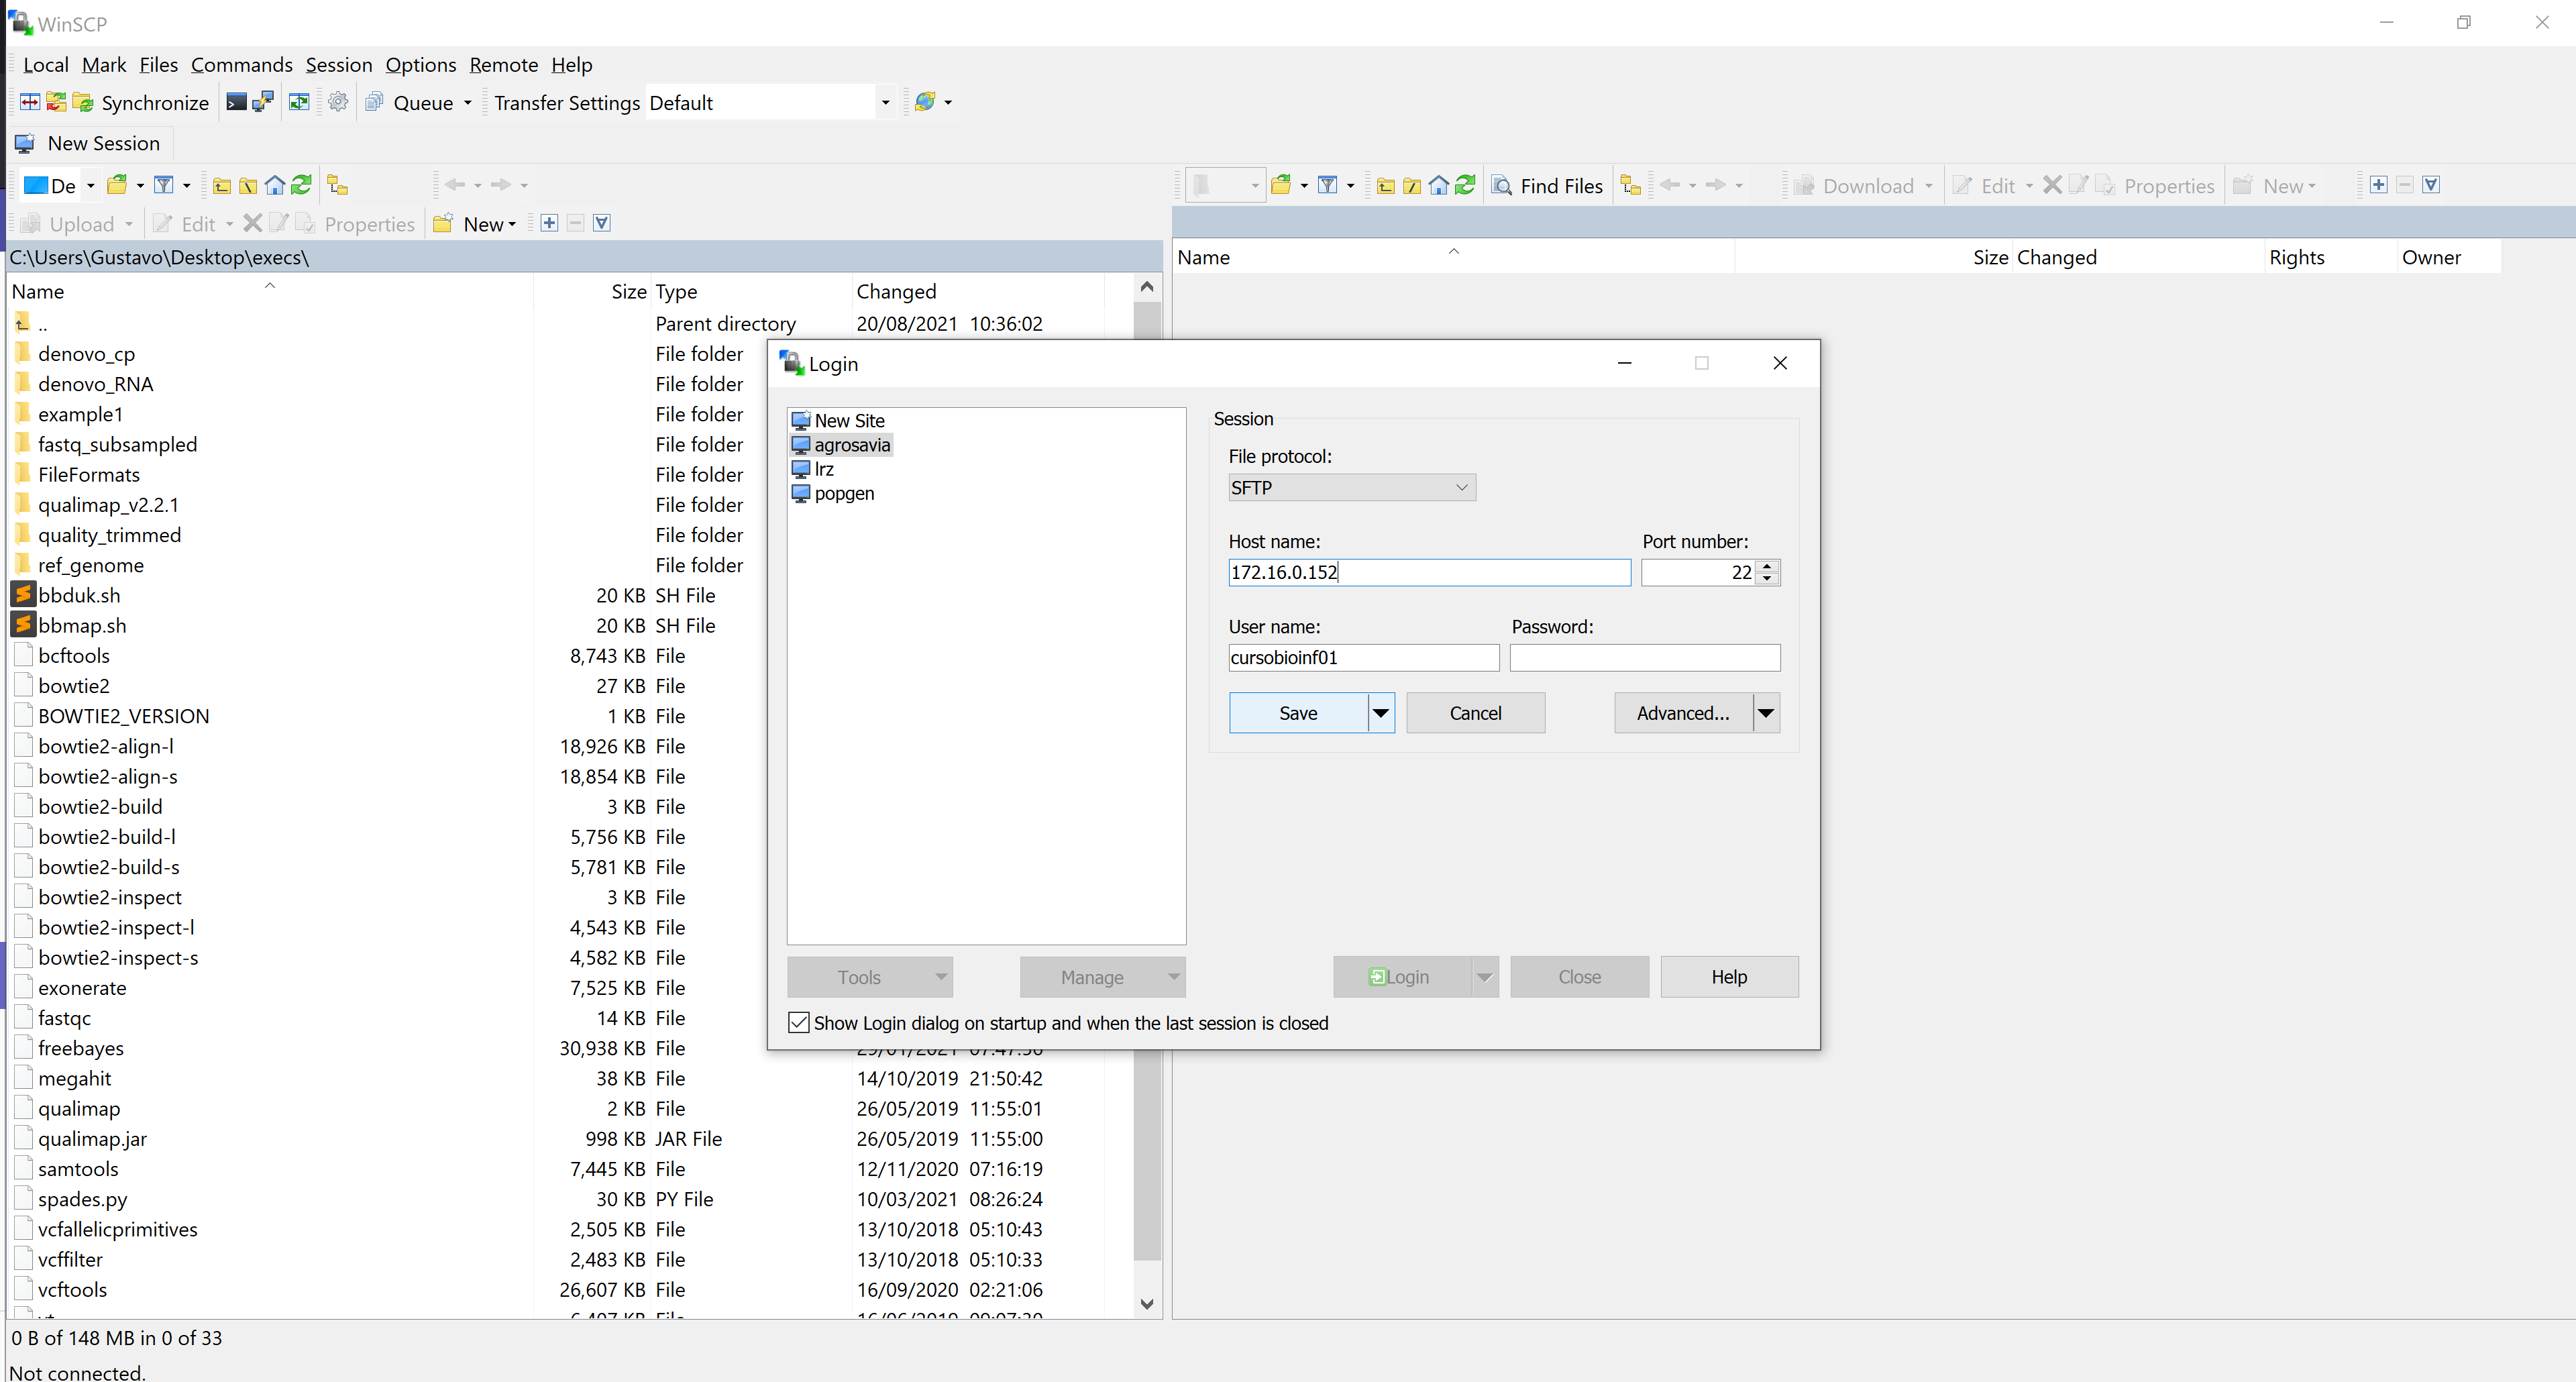 WinSCP
Local Mark Files Commands Session Options Remote Help
Synchronize Queue Transfer Settings Default
New Session
De
Find Files Download Edit Properties New
Upload Edit Properties New
C:\Users\Gustavo\Desktop\execs\
Name Size Changed Rights Owner
Name Size Type Changed
.. Parent directory 20/08/2021 10:36:02
denovo_cp File folder
denovo_RNA File folder
example1 File folder
fastq_subsampled File folder
FileFormats File folder
qualimap_v2.2.1 File folder
quality_trimmed File folder
ref_genome File folder
bbduk.sh 20 KB SH File
bbmap.sh 20 KB SH File
bcftools 8,743 KB File
bowtie2 27 KB File
BOWTIE2_VERSION 1 KB File
bowtie2-align-l 18,926 KB File
bowtie2-align-s 18,854 KB File
bowtie2-build 3 KB File
bowtie2-build-l 5,756 KB File
bowtie2-build-s 5,781 KB File
bowtie2-inspect 3 KB File
bowtie2-inspect-l 4,543 KB File
bowtie2-inspect-s 4,582 KB File
exonerate 7,525 KB File
fastqc 14 KB File
freebayes 30,938 KB File
megahit 38 KB File 14/10/2019 21:50:42
qualimap 2 KB File 26/05/2019 11:55:01
qualimap.jar 998 KB JAR File 26/05/2019 11:55:00
samtools 7,445 KB File 12/11/2020 07:16:19
spades.py 30 KB PY File 10/03/2021 08:26:24
vcfallelicprimitives 2,505 KB File 13/10/2018 05:10:43
vcffilter 2,483 KB File 13/10/2018 05:10:33
vcftools 26,607 KB File 16/09/2020 02:21:06
0 B of 148 MB in 0 of 33
Not connected.
Login
New Site
agrosavia
lrz
popgen
Session
File protocol:
SFTP
Host name: Port number:
172.16.0.152 22
User name: Password:
cursobioinf01
Save Cancel Advanced...
Tools Manage Login Close Help
Show Login dialog on startup and when the last session is closed